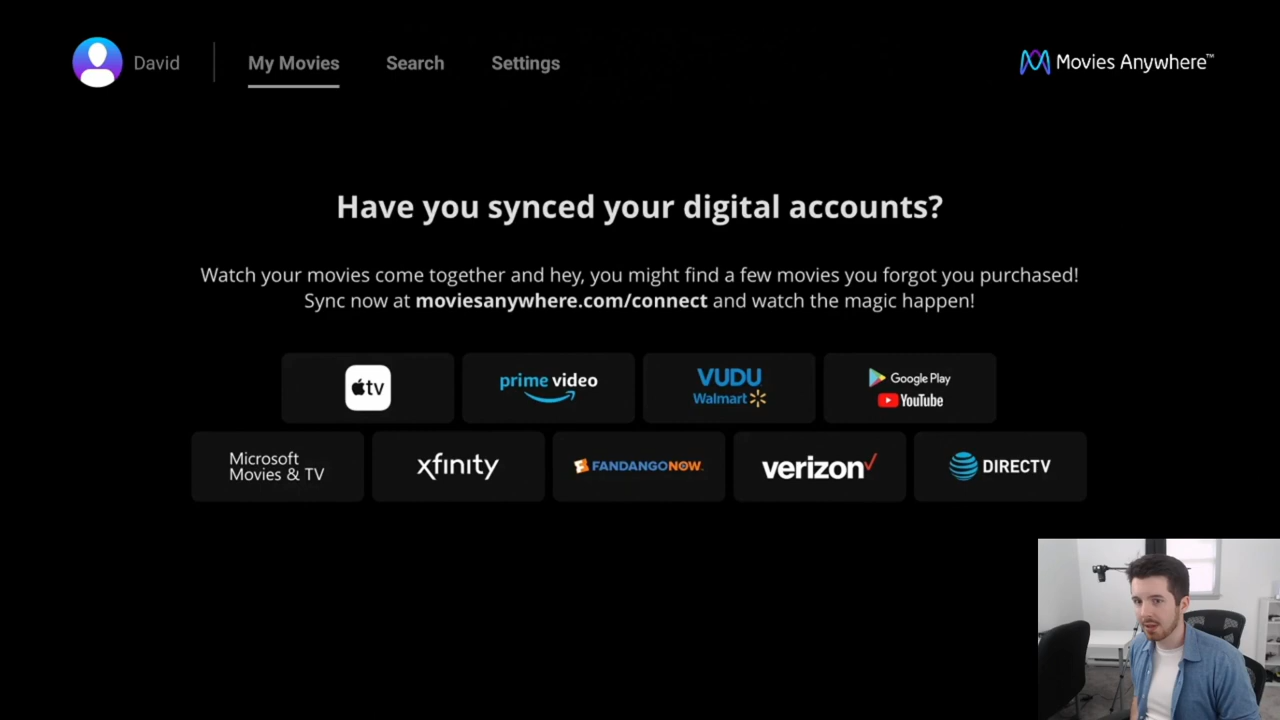 David
My Movies
Search
Settings
Movies Anywhere™
Have you synced your digital accounts?
Watch your movies come together and hey, you might find a few movies you forgot you purchased!
Sync now at moviesanywhere.com/connect and watch the magic happen!
tv
prime video
VUDU
Walmart
Google Play
YouTube
Microsoft
Movies & TV
xfinity
FANDANGONOW
verizon
DIRECTV